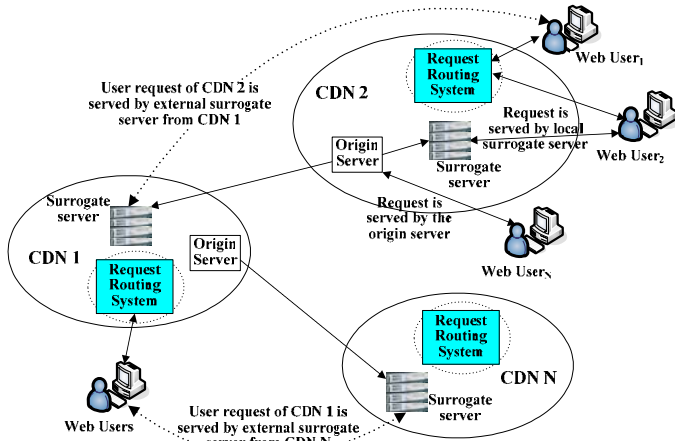 Web User1
Request
Routing
System
CDN 2
User request of CDN 2 is
served by external surrogate
server from CDN 1
Request is
served by local
surrogate server
Web User2
Origin
Server
Surrogate
server
Request is
served by the
origin server
Surrogate
server
CDN 1
Origin
Server
Web UserN
Request
Routing
System
Request
Routing
System
CDN N
Surrogate
server
Web Users
User request of CDN 1 is
served by external surrogate
server from CDN N